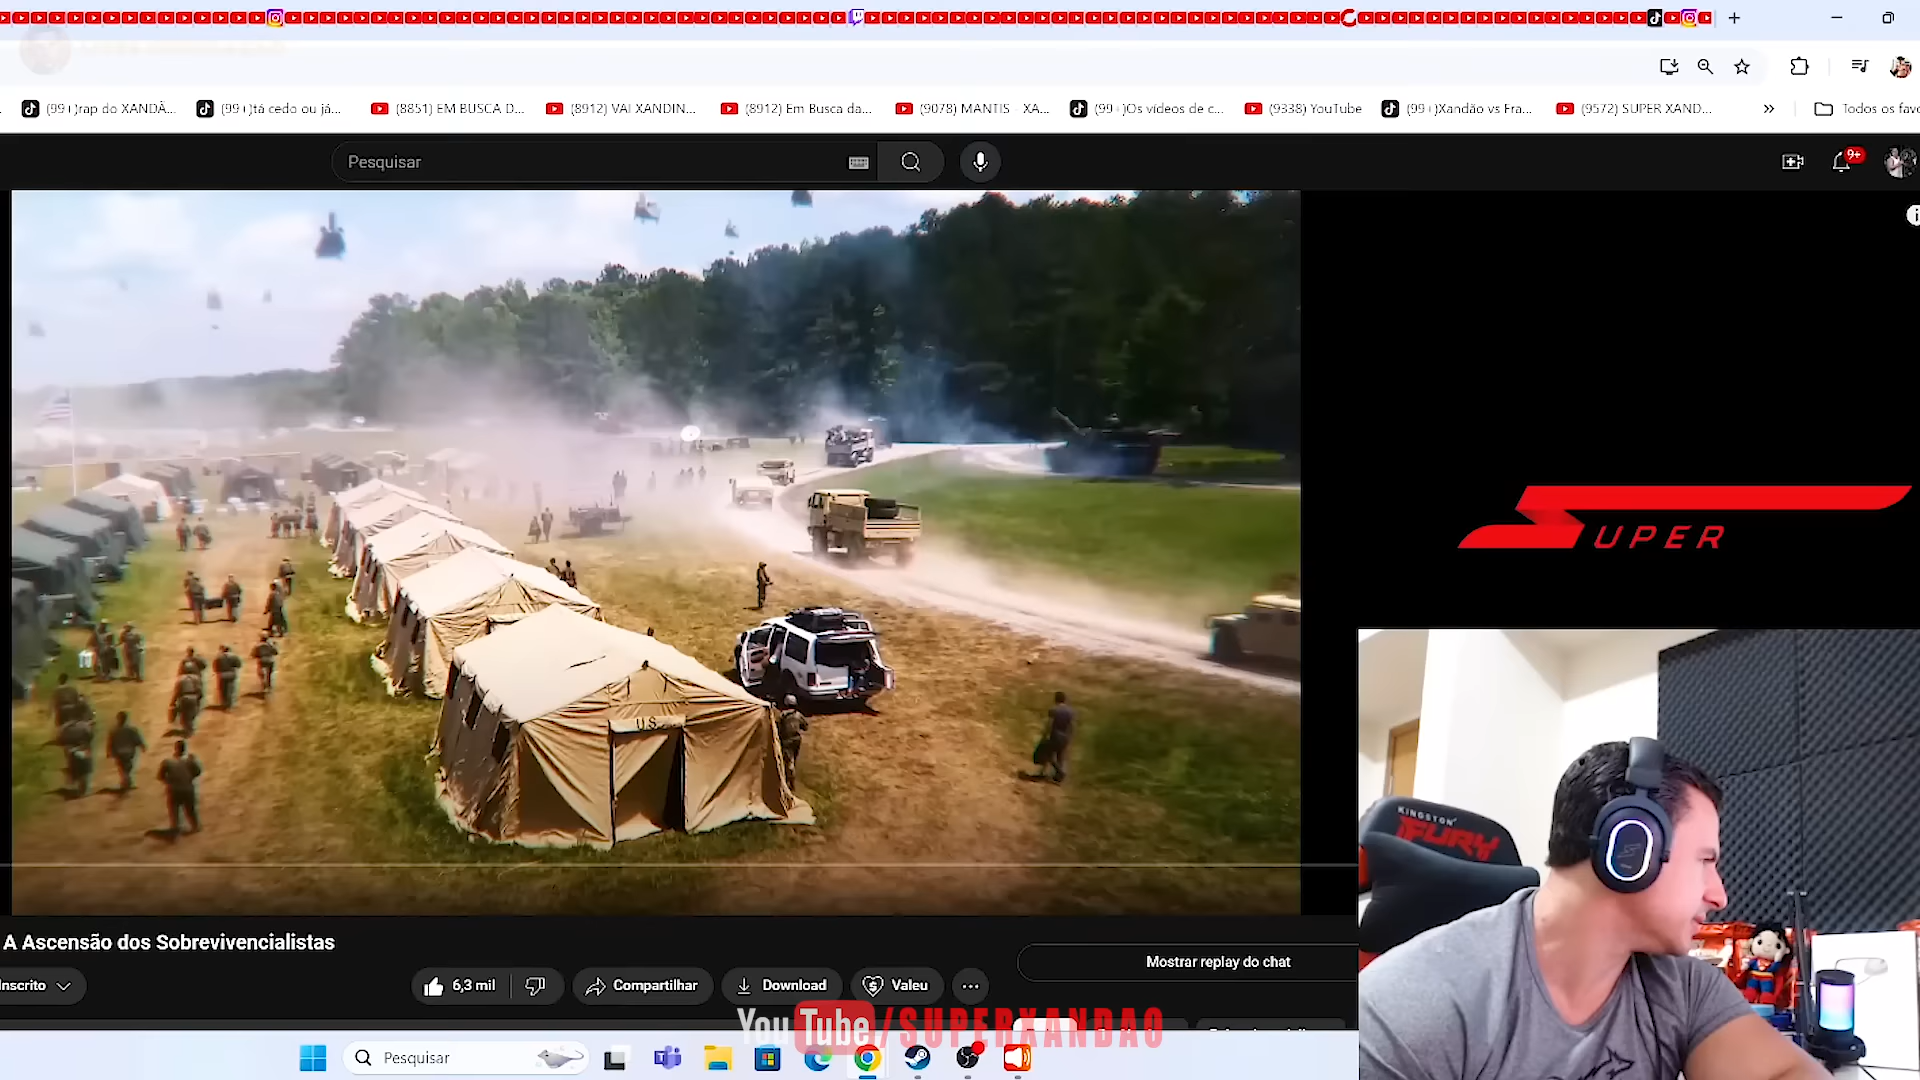 (99+)rap do XANDÃ...
(99+)tá cedo ou já...
(8851) EM BUSCA D...
(8912) VAI XANDIN...
(8912) Em Busca da...
(9078) MANTIS - XA...
(99+)Os vídeos de c...
(9338) YouTube
(99+)Xandão vs Fra...
(9572) SUPER XAND...
Todos os favo
Pesquisar
9+
U.S.
SUPER
KINGSTON
FURY
A Ascensão dos Sobrevivencialistas
Mostrar replay do chat
Inscrito
6,3 mil
Compartilhar
Download
Valeu
YouTube/SUPERXANDAO
Pesquisar